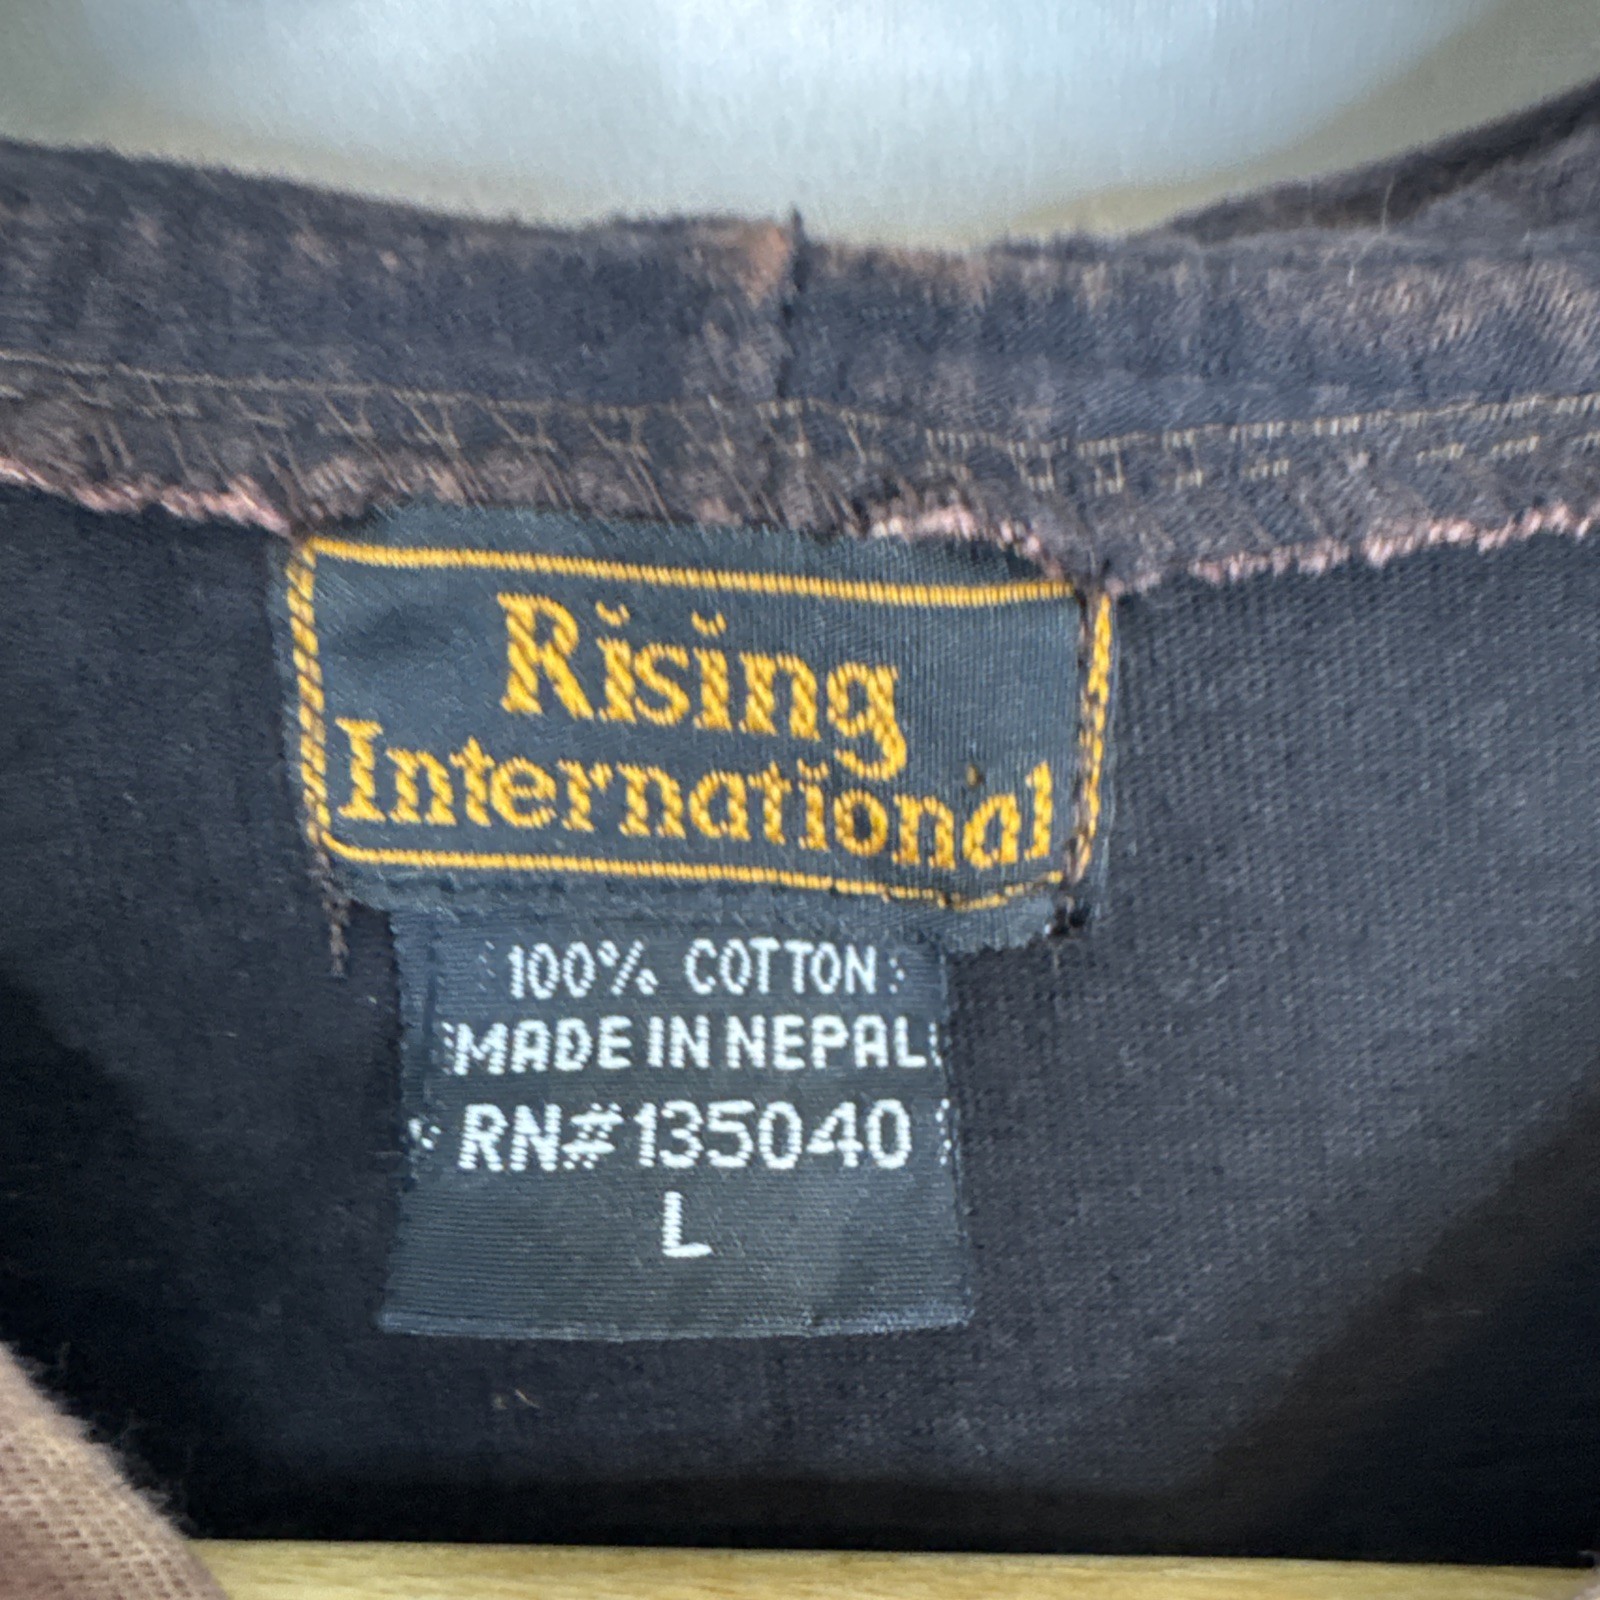 Rising
International
100% COTTON
MADE IN NEPAL
RN#135040
L